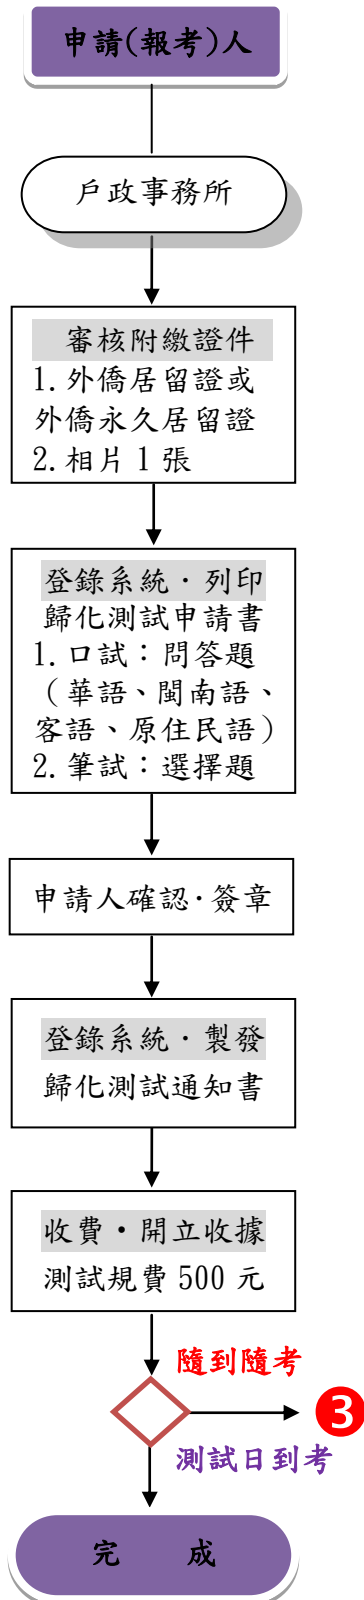 申請(報考)人
戶政事務所
審核附繳證件
1.外僑居留證或
外僑永久居留證
2.相片1張
登錄系統·列印
歸化測試申請書
1.口試：問答題
（華語、閩南語、
客語、原住民語）
2.筆試：選擇題
申請人確認·簽章
登錄系統·製發
歸化測試通知書
收費·開立收據
測試規費500元
隨到隨考
3
測試日到考
完 成